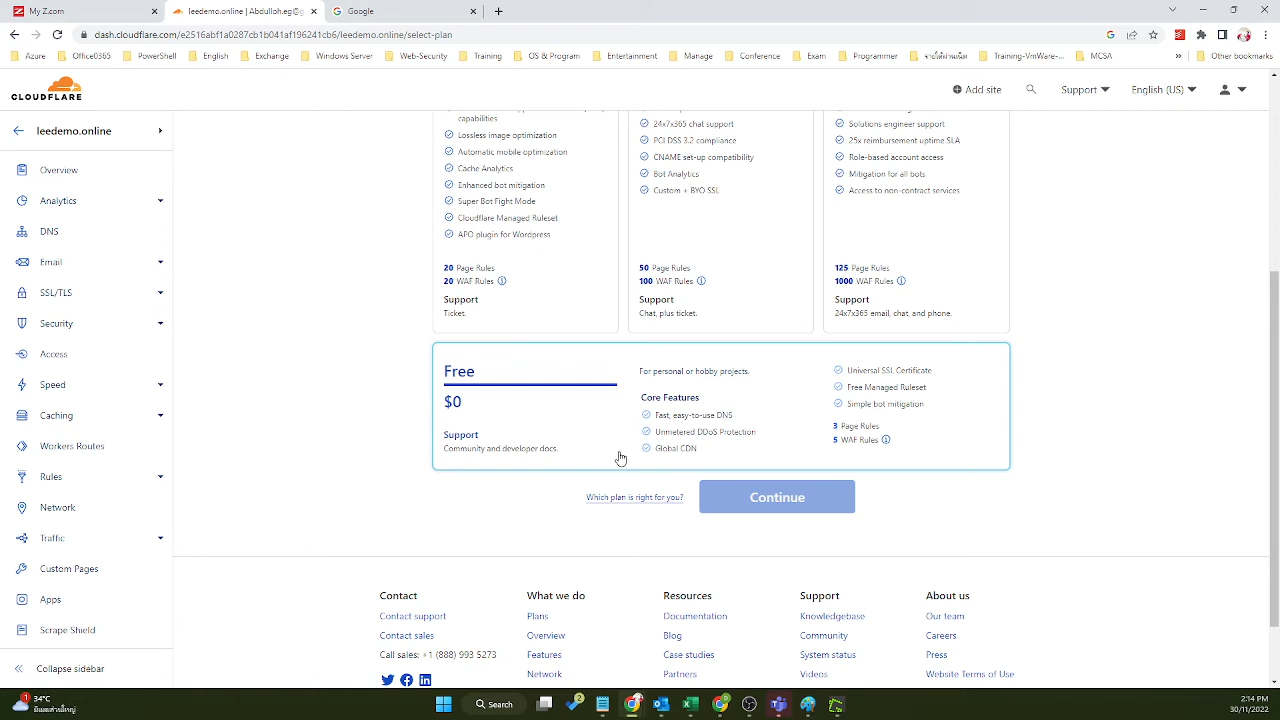 My Z.com
leedemo.online | Abdulloh.eg@g
Google
dash.cloudflare.com/e2516abf1a0287cb1b041af196241cb6/leedemo.online/select-plan
Azure
Office0365
PowerShell
English
Exchange
Windows Server
Web-Security
Training
OS & Program
Entertainment
Manage
Conference
Exam
Programmer
Training-VmWare-...
MCSA
»
Other bookmarks
CLOUDFLARE
Add site
Support
English (US)
leedemo.online
Overview
Analytics
DNS
Email
SSL/TLS
Security
Access
Speed
Caching
Workers Routes
Rules
Network
Traffic
Custom Pages
Apps
Scrape Shield
Collapse sidebar
capabilities
Lossless image optimization
Automatic mobile optimization
Cache Analytics
Enhanced bot mitigation
Super Bot Fight Mode
Cloudflare Managed Ruleset
APO plugin for Wordpress
20 Page Rules
20 WAF Rules
Support
Ticket.
24x7x365 chat support
PCI DSS 3.2 compliance
CNAME set-up compatibility
Bot Analytics
Custom + BYO SSL
50 Page Rules
100 WAF Rules
Support
Chat, plus ticket.
Solutions engineer support
25x reimbursement uptime SLA
Role-based account access
Mitigation for all bots
Access to non-contract services
125 Page Rules
1000 WAF Rules
Support
24x7x365 email, chat, and phone.
Free
$0
Support
Community and developer docs.
For personal or hobby projects.
Core Features
Fast, easy-to-use DNS
Unmetered DDoS Protection
Global CDN
Universal SSL Certificate
Free Managed Ruleset
Simple bot mitigation
3 Page Rules
5 WAF Rules
Which plan is right for you?
Continue
Contact
Contact support
Contact sales
Call sales: +1 (888) 993 5273
What we do
Plans
Overview
Features
Network
Resources
Documentation
Blog
Case studies
Partners
Support
Knowledgebase
Community
System status
Videos
About us
Our team
Careers
Press
Website Terms of Use
1
34°C
Search
2
2:14 PM
30/11/2022